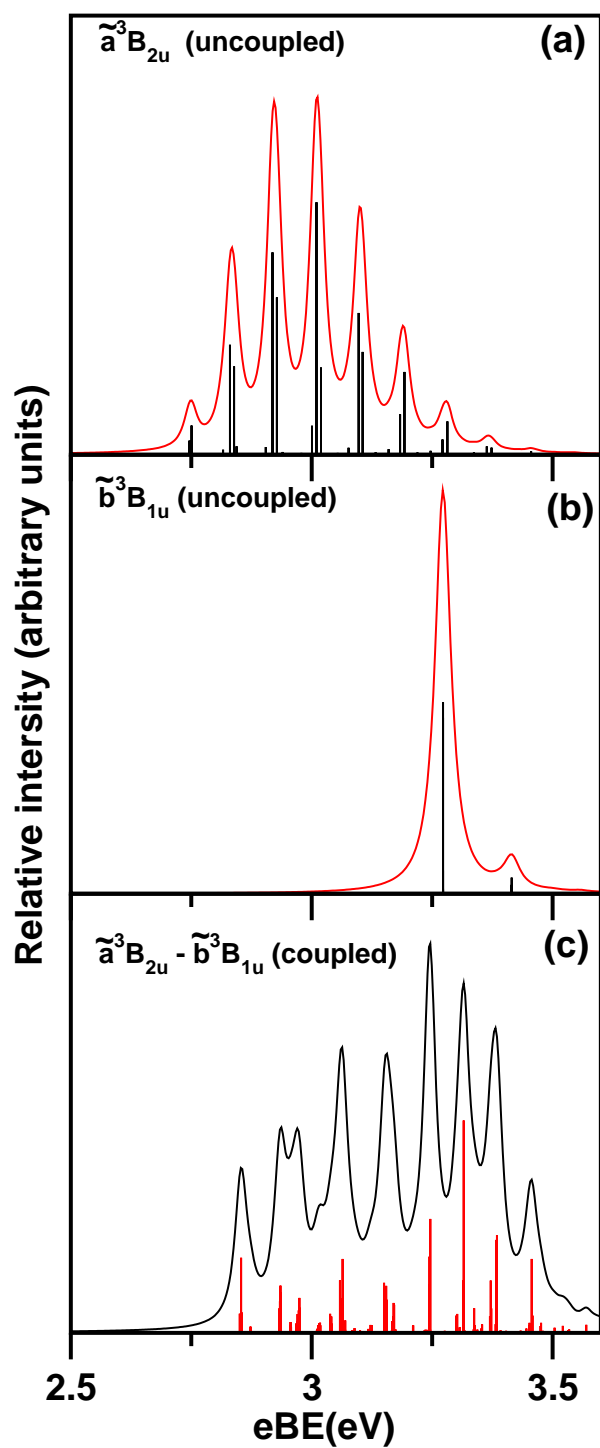 ã³B₂ᵤ (uncoupled) (a)
b̃³B₁ᵤ (uncoupled) (b)
ã³B₂ᵤ - b̃³B₁ᵤ (coupled) (c)
Relative intersity (arbitrary units)
2.5 3 3.5
eBE(eV)